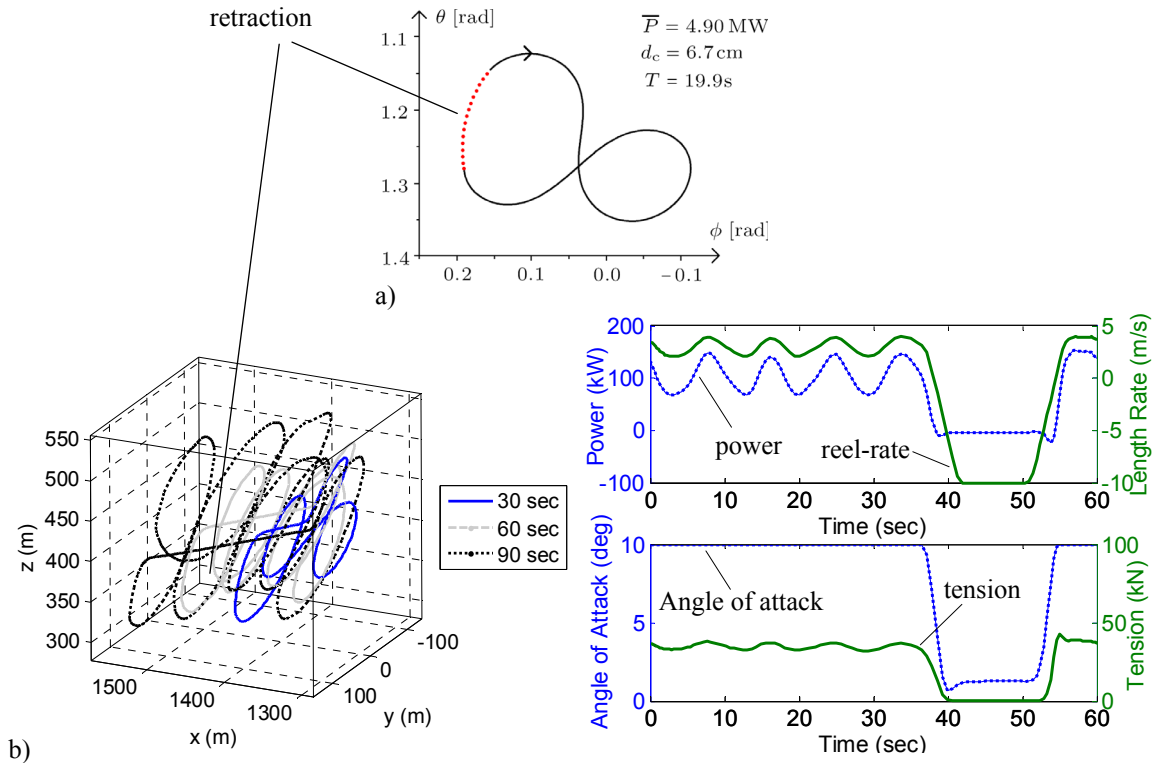 retraction
θ [rad]
P̅ = 4.90 MW
d_c = 6.7 cm
T = 19.9s
1.1
1.2
1.3
1.4
ϕ [rad]
0.2 0.1 0.0 −0.1
a)
550
500
450
400
350
300
z (m)
1500 1400 1300
x (m)
100 0 -100
y (m)
30 sec
60 sec
90 sec
b)
200
100
0
-100
Power (kW)
5
0
-5
-10
Length Rate (m/s)
power
reel-rate
0 10 20 30 40 50 60
Time (sec)
10
5
0
Angle of Attack (deg)
100
50
0
Tension (kN)
Angle of attack
tension
0 10 20 30 40 50 60
Time (sec)